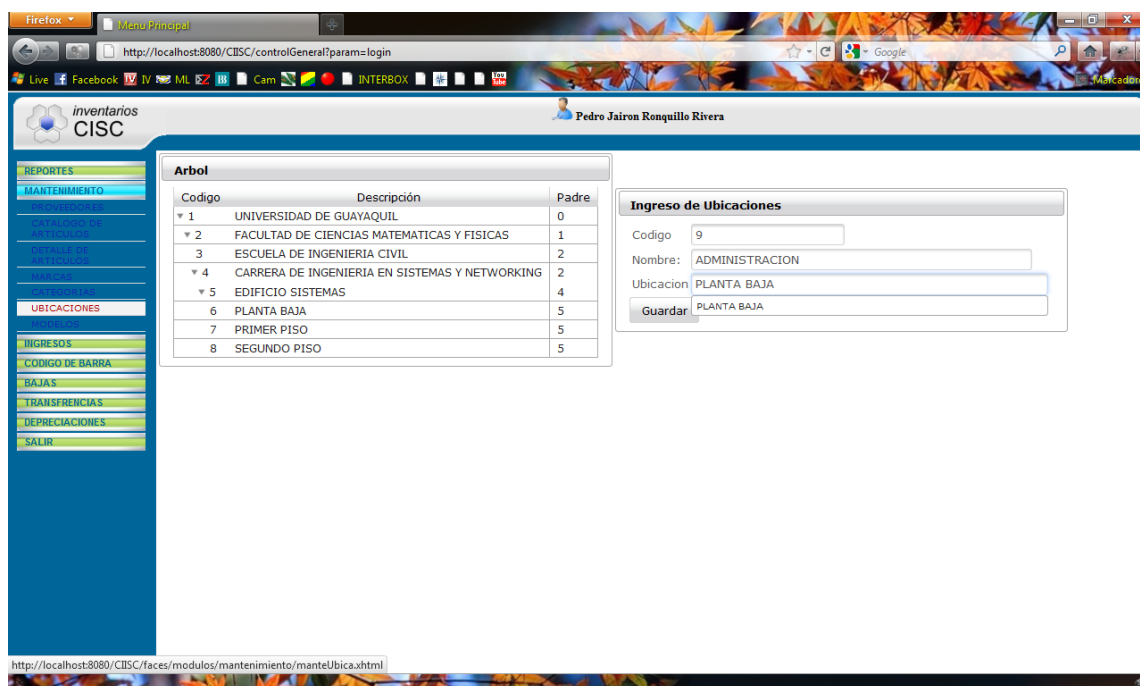 Firefox
Menu Principal
http://localhost:8080/CIISC/controlGeneral?param=login
Google
Live Facebook IV ML Cam INTERBOX You Tube Marcador
inventarios
CISC
Pedro Jairon Ronquillo Rivera
REPORTES
MANTENIMIENTO
PROVEEDORES
CATALOGO DE
ARTICULOS
DETALLE DE
ARTICULOS
MARCAS
CATEGORIAS
UBICACIONES
MODELOS
INGRESOS
CODIGO DE BARRA
BAJAS
TRANSFRENCIAS
DEPRECIACIONES
SALIR
Arbol
Codigo Descripción Padre
1 UNIVERSIDAD DE GUAYAQUIL 0
2 FACULTAD DE CIENCIAS MATEMATICAS Y FISICAS 1
3 ESCUELA DE INGENIERIA CIVIL 2
4 CARRERA DE INGENIERIA EN SISTEMAS Y NETWORKING 2
5 EDIFICIO SISTEMAS 4
6 PLANTA BAJA 5
7 PRIMER PISO 5
8 SEGUNDO PISO 5
Ingreso de Ubicaciones
Codigo 9
Nombre: ADMINISTRACION
Ubicacion PLANTA BAJA
Guardar PLANTA BAJA
http://localhost:8080/CIISC/faces/modulos/mantenimiento/manteUbica.xhtml